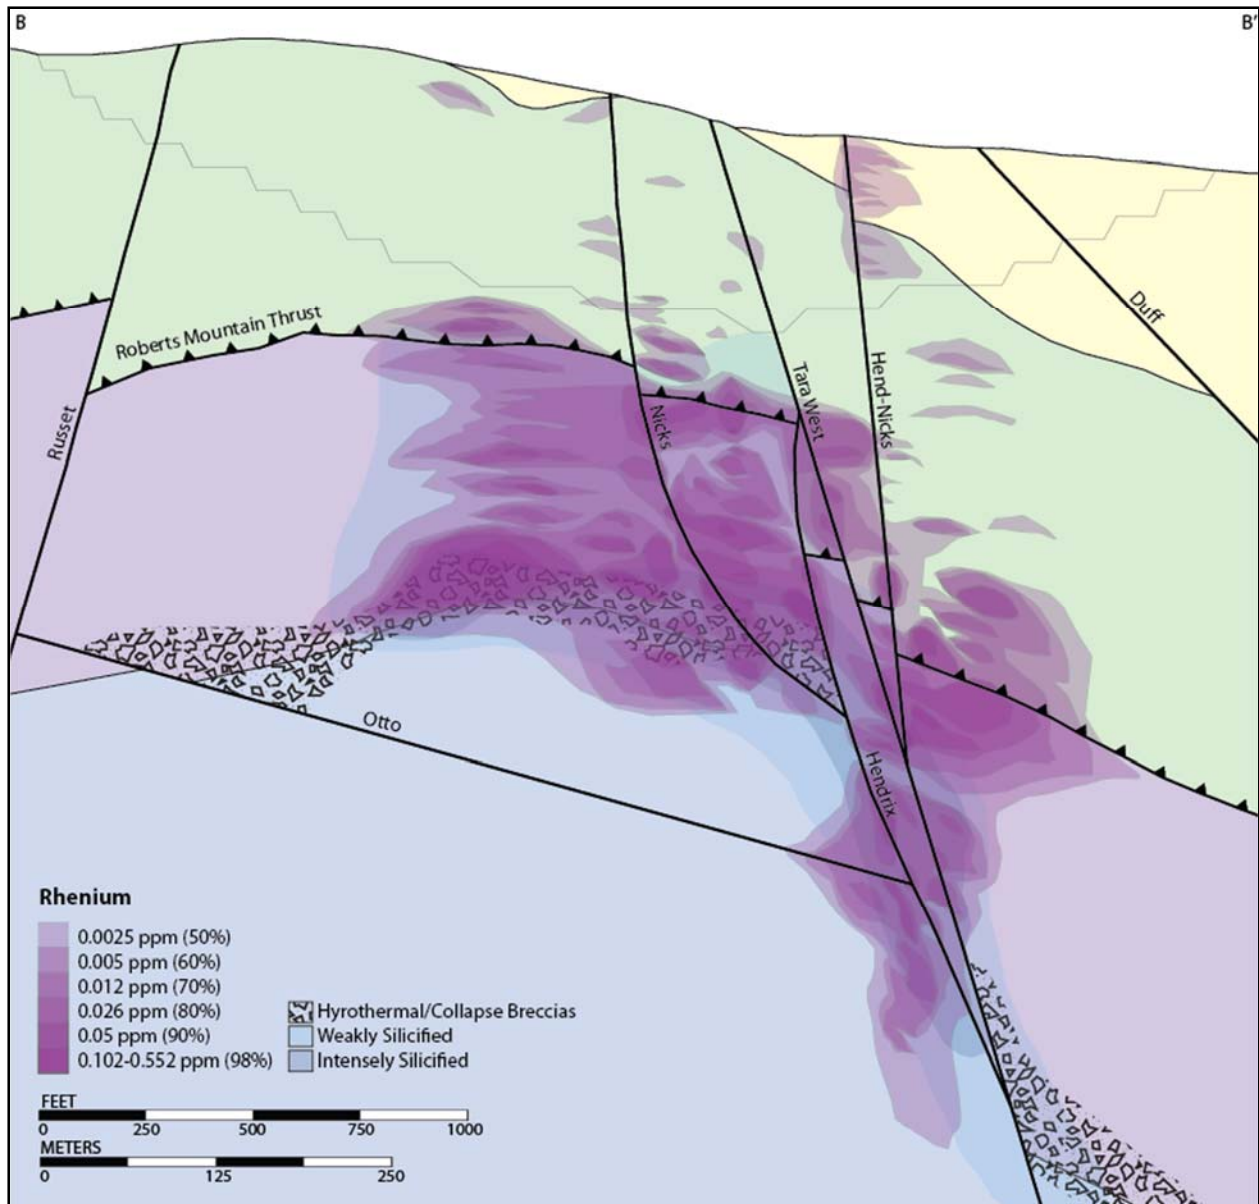 B
B'
Roberts Mountain Thrust
Russet
Nicks
Tara West
Hend-Nicks
Duff
Otto
Hendrix
Rhenium
0.0025 ppm (50%)
0.005 ppm (60%)
0.012 ppm (70%)
0.026 ppm (80%)
0.05 ppm (90%)
0.102-0.552 ppm (98%)
Hyrothermal/Collapse Breccias
Weakly Silicified
Intensely Silicified
FEET
0 250 500 750 1000
METERS
0 125 250